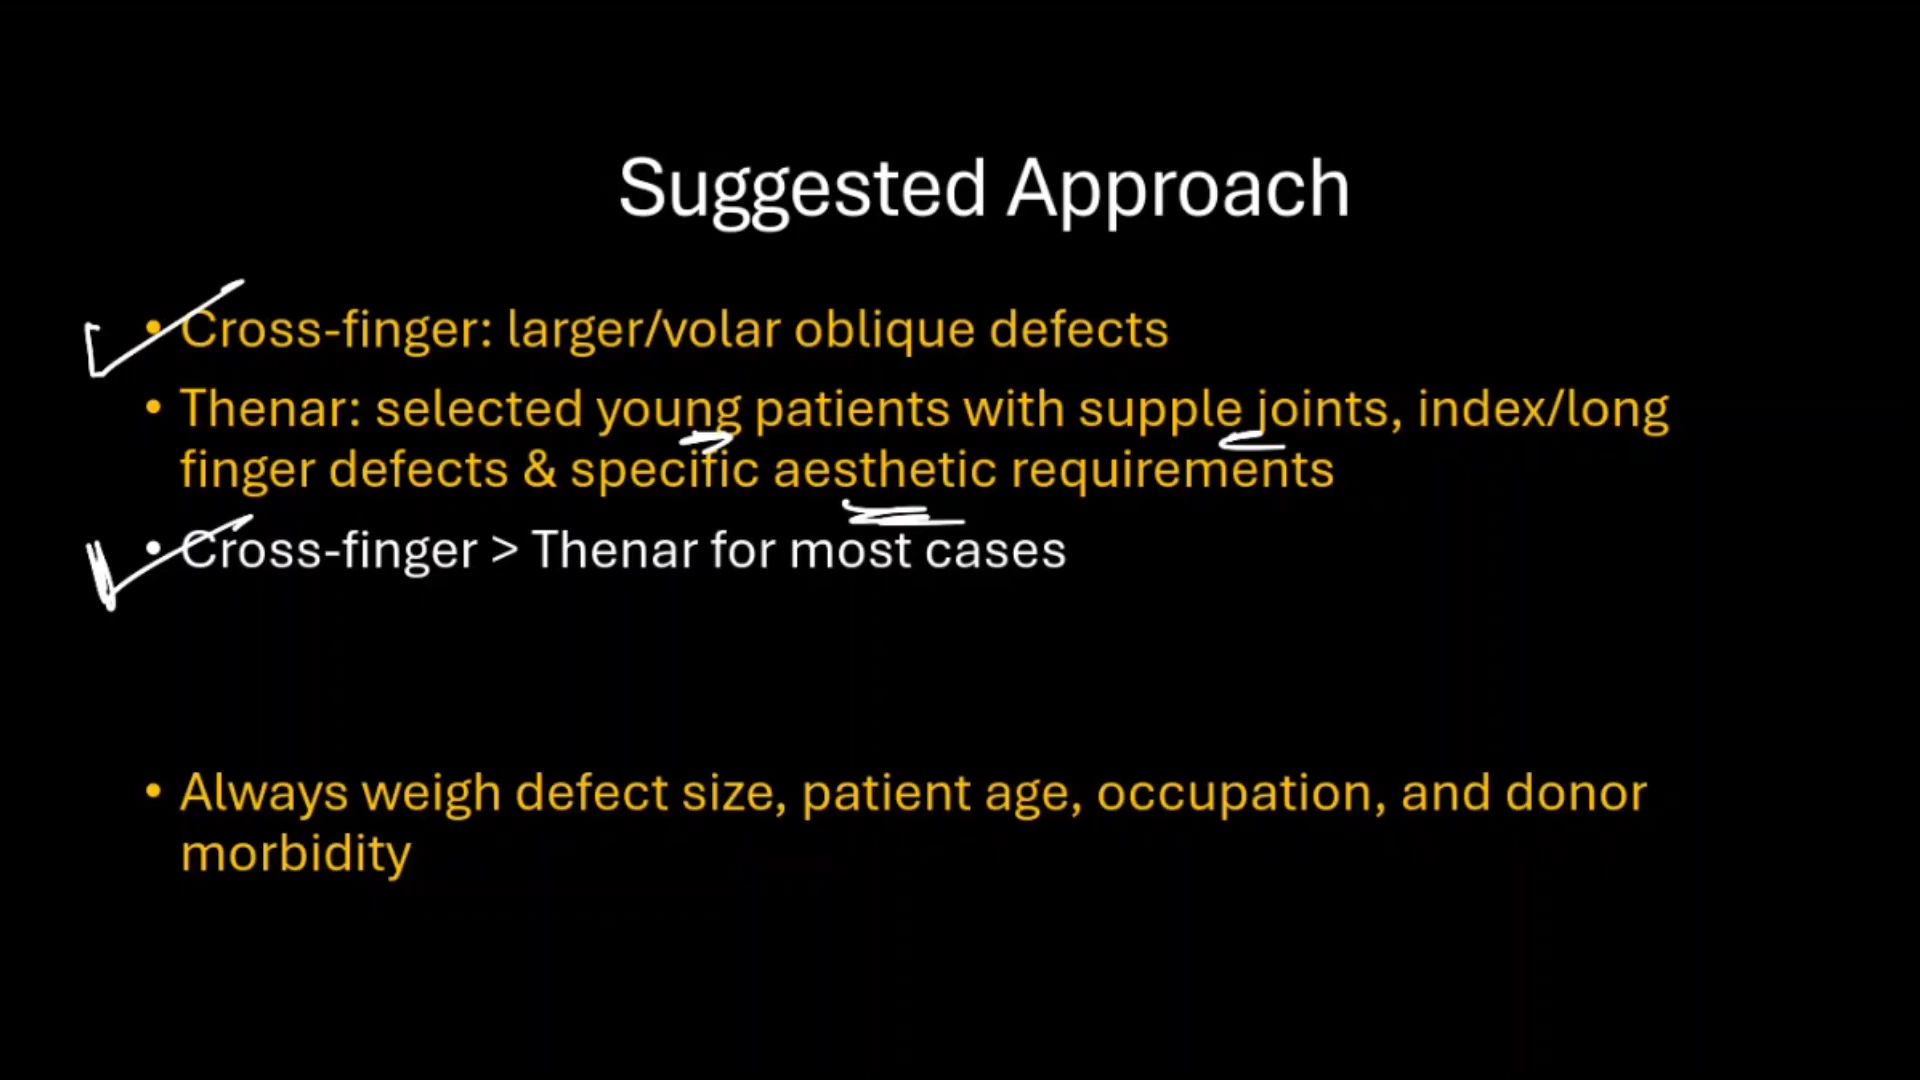 Suggested Approach
• Cross-finger: larger/volar oblique defects
• Thenar: selected young patients with supple joints, index/long
finger defects & specific aesthetic requirements
• Cross-finger > Thenar for most cases
• Always weigh defect size, patient age, occupation, and donor
morbidity